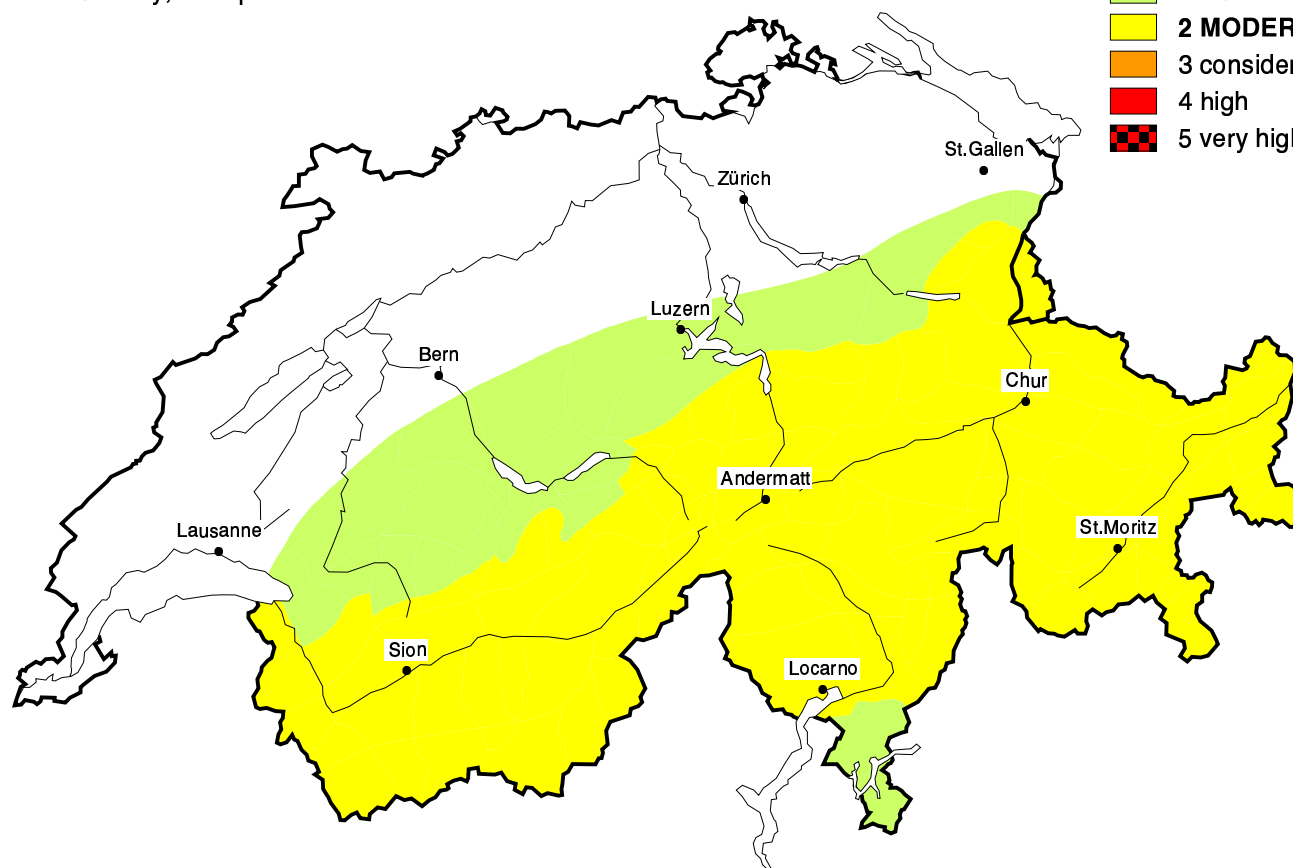 2 MODER
3 consider
4 high
5 very high
St.Gallen
Zürich
Luzern
Bern
Chur
Andermatt
Lausanne
St.Moritz
Sion
Locarno